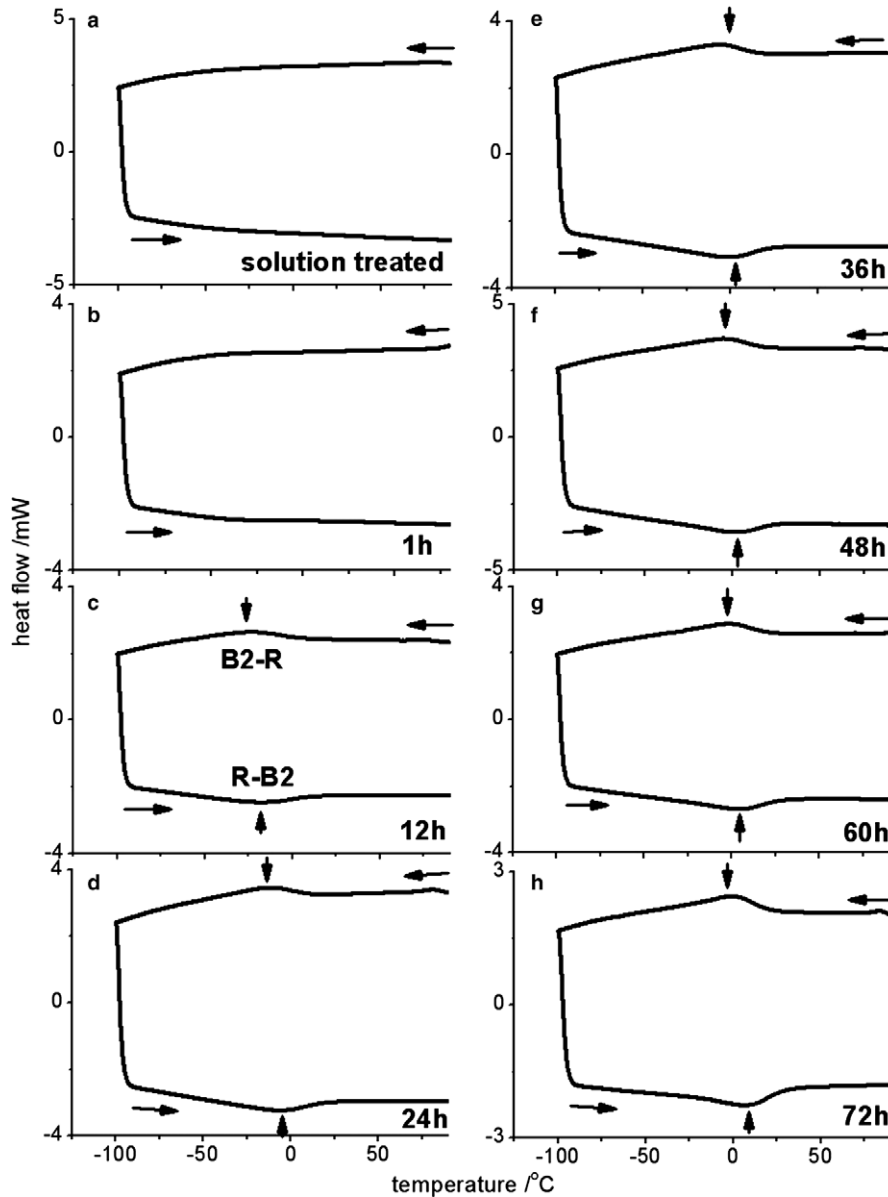 a
5
0
-5
solution treated
b
4
0
-4
1h
c
4
0
-4
B2-R
R-B2
12h
d
4
0
-4
24h
-100 -50 0 50
e
4
0
-4
36h
f
5
0
-5
48h
g
4
0
-4
60h
h
3
0
-3
72h
-100 -50 0 50
heat flow /mW
temperature /°C